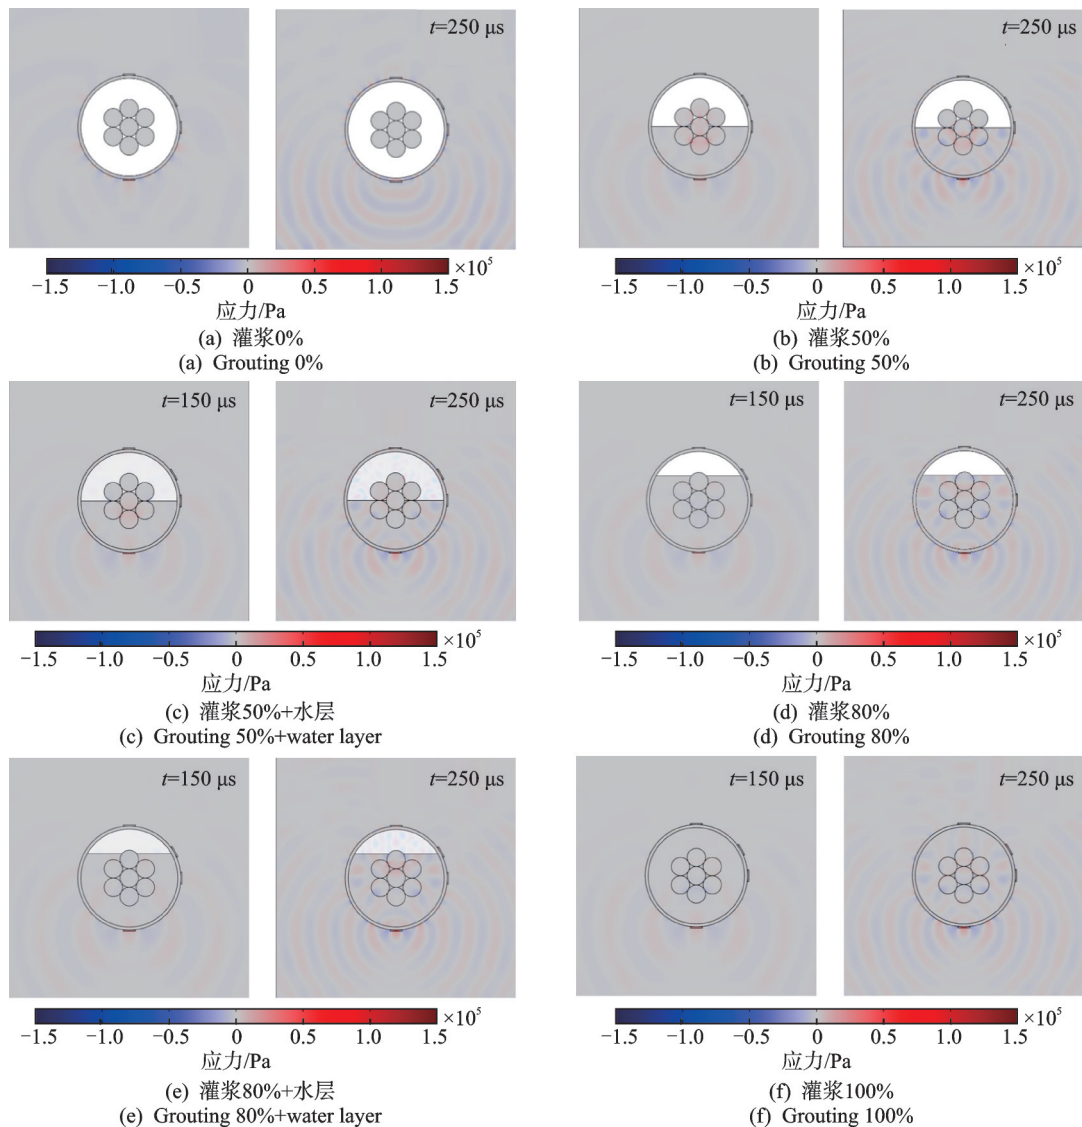 t=250 μs
t=250 μs
−1.5 −1.0 −0.5 0 0.5 1.0 1.5 ×10⁵
−1.5 −1.0 −0.5 0 0.5 1.0 1.5 ×10⁵
应力/Pa
应力/Pa
(a) 灌浆0%
(b) 灌浆50%
(a) Grouting 0%
(b) Grouting 50%
t=150 μs
t=250 μs
t=150 μs
t=250 μs
−1.5 −1.0 −0.5 0 0.5 1.0 1.5 ×10⁵
−1.5 −1.0 −0.5 0 0.5 1.0 1.5 ×10⁵
应力/Pa
应力/Pa
(c) 灌浆50%+水层
(d) 灌浆80%
(c) Grouting 50%+water layer
(d) Grouting 80%
t=150 μs
t=250 μs
t=150 μs
t=250 μs
−1.5 −1.0 −0.5 0 0.5 1.0 1.5 ×10⁵
−1.5 −1.0 −0.5 0 0.5 1.0 1.5 ×10⁵
应力/Pa
应力/Pa
(e) 灌浆80%+水层
(f) 灌浆100%
(e) Grouting 80%+water layer
(f) Grouting 100%